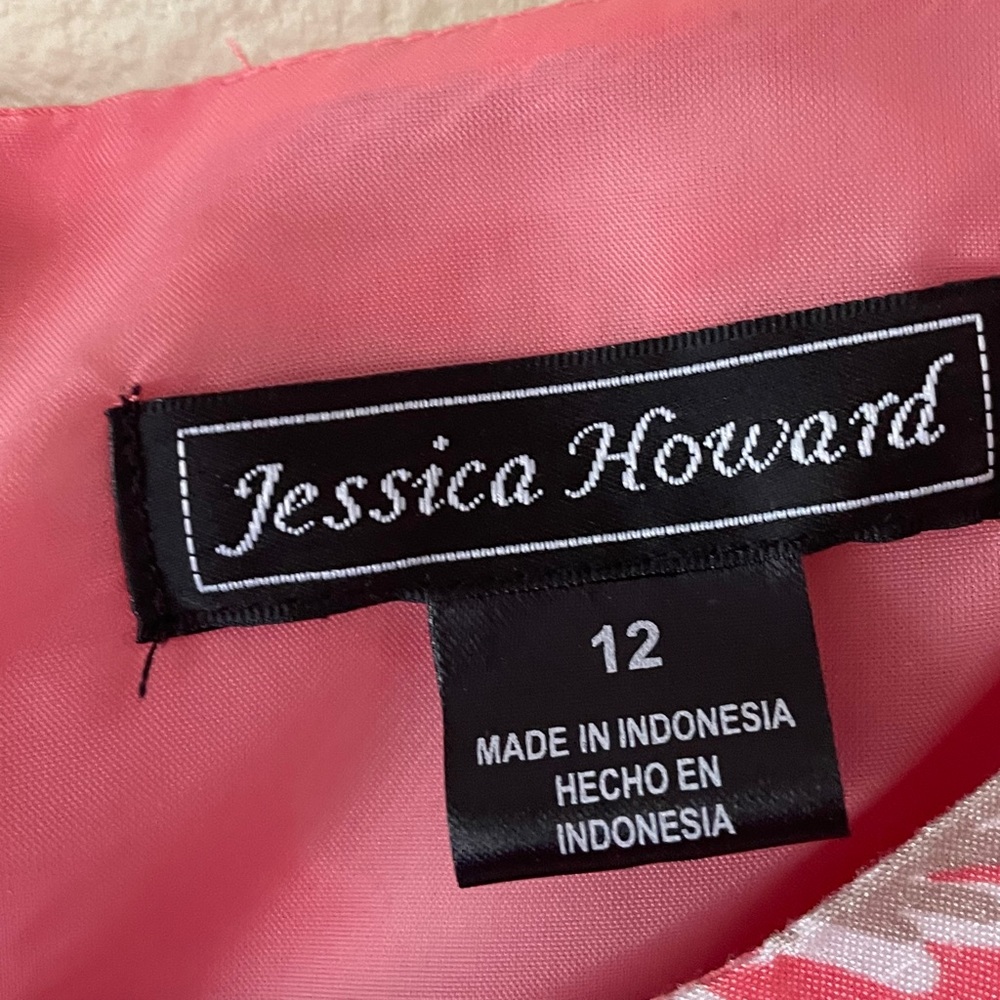 Jessica Howard
12
MADE IN INDONESIA
HECHO EN
INDONESIA